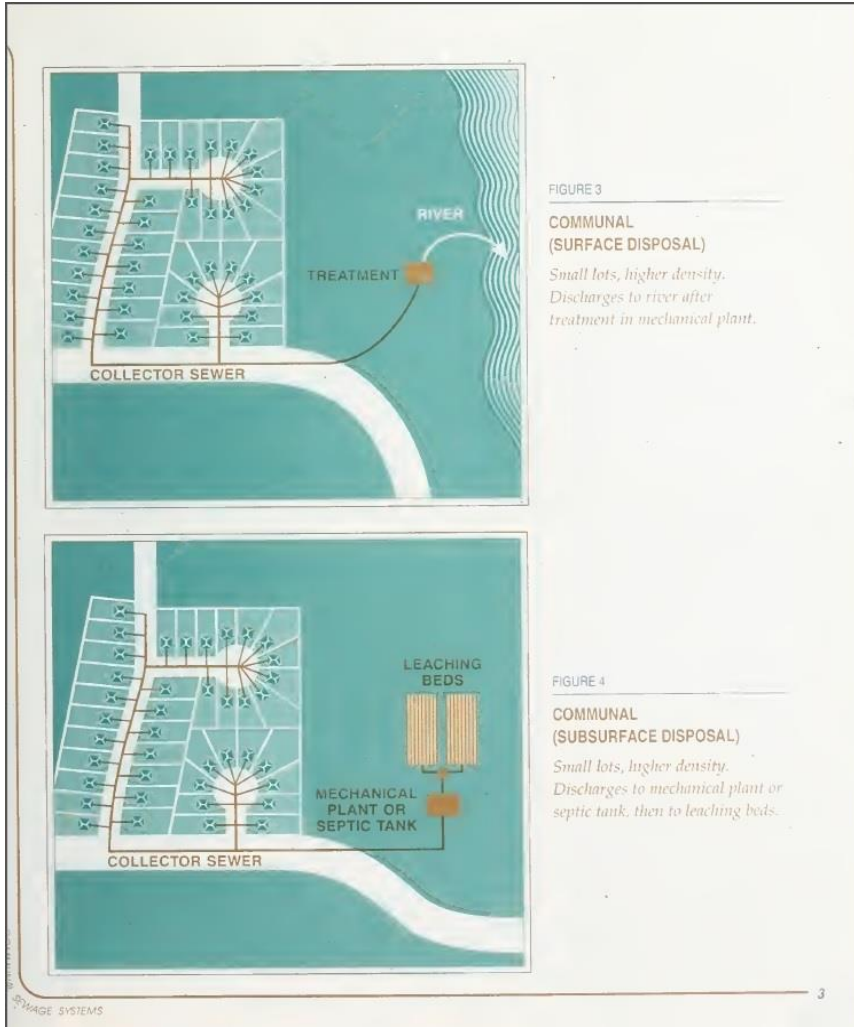 RIVER
TREATMENT
COLLECTOR SEWER
FIGURE 3
COMMUNAL
(SURFACE DISPOSAL)
Small lots, higher density.
Discharges to river after
treatment in mechanical plant.
LEACHING
BEDS
MECHANICAL
PLANT OR
SEPTIC TANK
COLLECTOR SEWER
FIGURE 4
COMMUNAL
(SUBSURFACE DISPOSAL)
Small lots, higher density.
Discharges to mechanical plant or
septic tank, then to leaching beds.
SEWAGE SYSTEMS
3